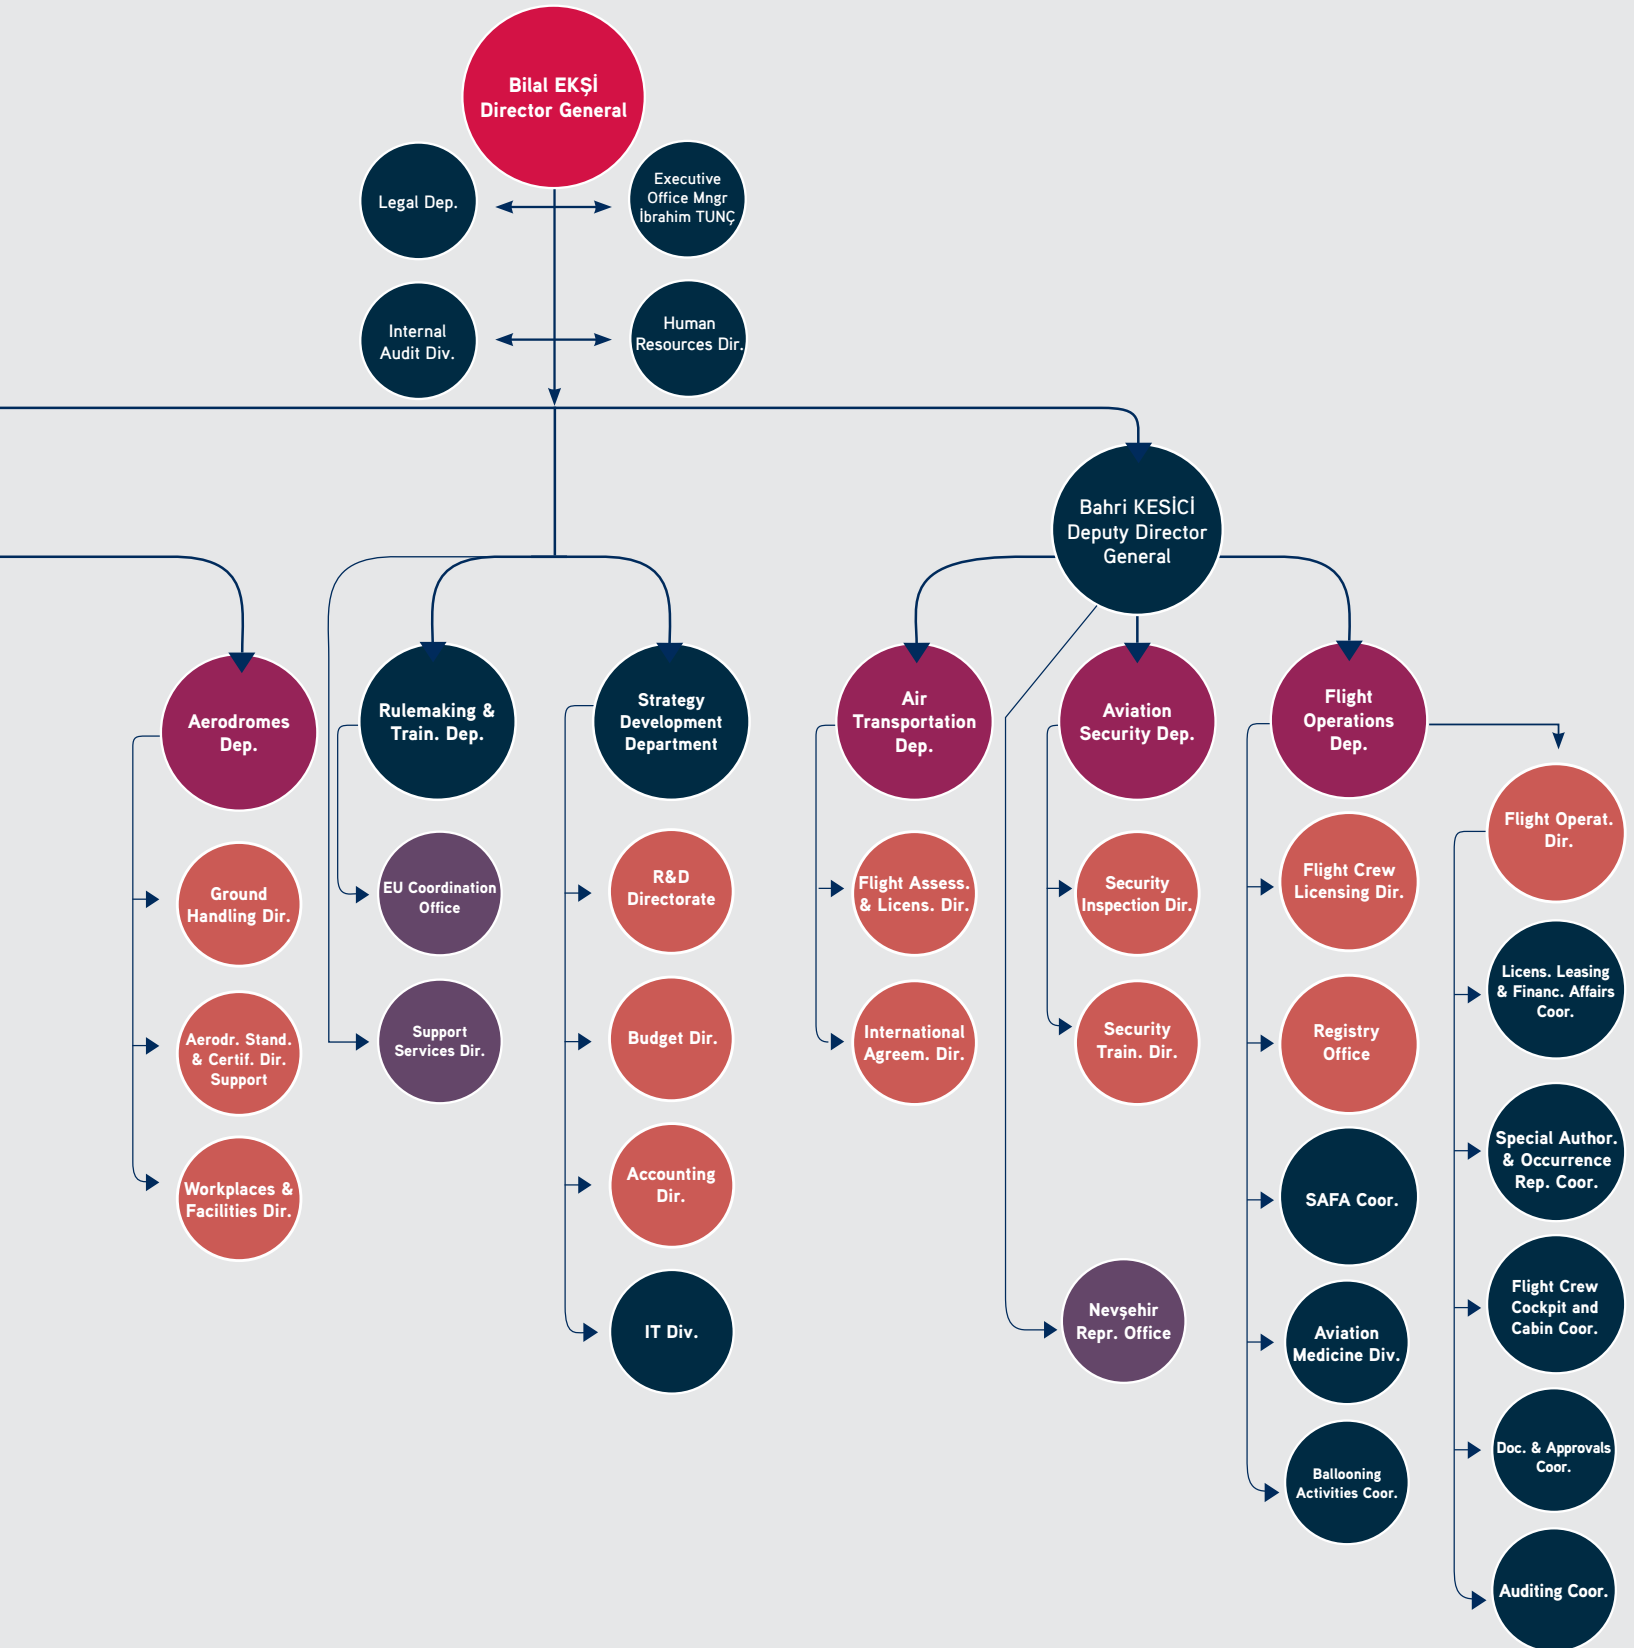 Bilal EKŞİ
Director General
Legal Dep.
Executive
Office Mngr
İbrahim TUNÇ
Internal
Audit Div.
Human
Resources Dir.
Bahri KESİCİ
Deputy Director
General
Aerodromes
Dep.
Ground
Handling Dir.
Aerodr. Stand.
& Certif. Dir.
Support
Workplaces &
Facilities Dir.
Rulemaking &
Train. Dep.
EU Coordination
Office
Support
Services Dir.
Strategy
Development
Department
R&D
Directorate
Budget Dir.
Accounting
Dir.
IT Div.
Air
Transportation
Dep.
Flight Assess.
& Licens. Dir.
International
Agreem. Dir.
Aviation
Security Dep.
Security
Inspection Dir.
Security
Train. Dir.
Nevşehir
Repr. Office
Flight
Operations
Dep.
Flight Crew
Licensing Dir.
Registry
Office
SAFA Coor.
Aviation
Medicine Div.
Ballooning
Activities Coor.
Flight Operat.
Dir.
Licens. Leasing
& Financ. Affairs
Coor.
Special Author.
& Occurrence
Rep. Coor.
Flight Crew
Cockpit and
Cabin Coor.
Doc. & Approvals
Coor.
Auditing Coor.